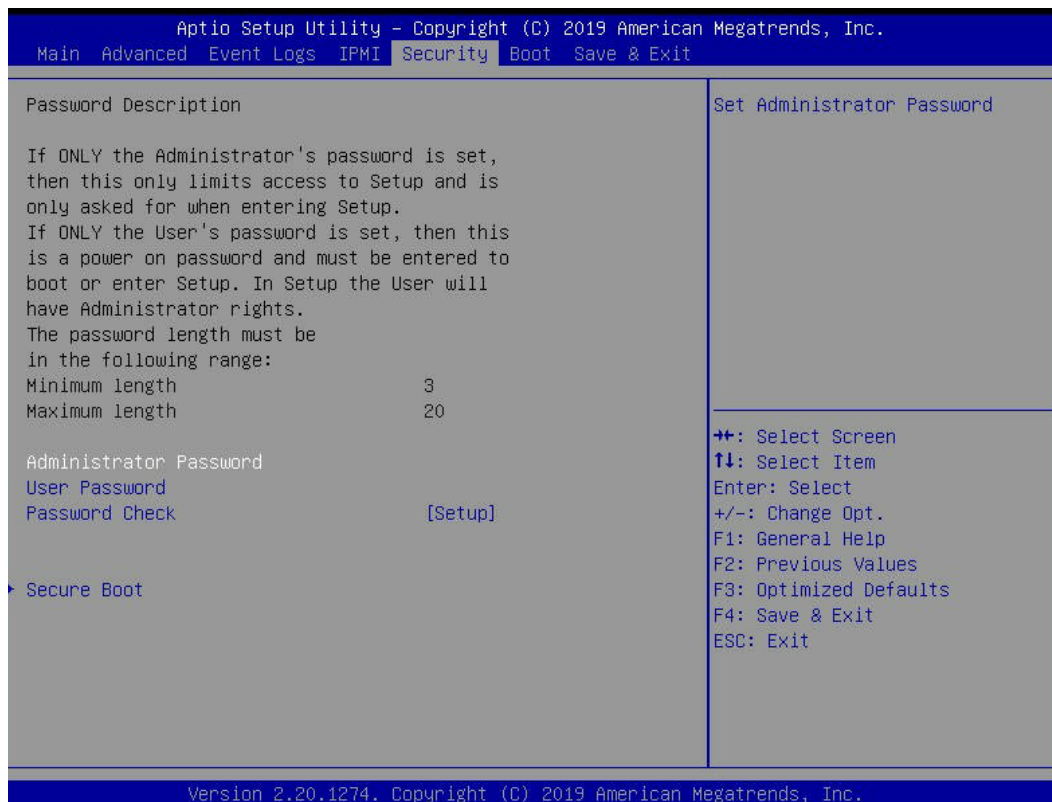 Aptio Setup Utility – Copyright (C) 2019 American Megatrends, Inc.
Main Advanced Event Logs IPMI Security Boot Save & Exit
Password Description
If ONLY the Administrator's password is set,
then this only limits access to Setup and is
only asked for when entering Setup.
If ONLY the User's password is set, then this
is a power on password and must be entered to
boot or enter Setup. In Setup the User will
have Administrator rights.
The password length must be
in the following range:
Minimum length 3
Maximum length 20
Administrator Password
User Password
Password Check [Setup]
Secure Boot
Set Administrator Password
→←: Select Screen
↑↓: Select Item
Enter: Select
+/-: Change Opt.
F1: General Help
F2: Previous Values
F3: Optimized Defaults
F4: Save & Exit
ESC: Exit
Version 2.20.1274. Copyright (C) 2019 American Megatrends, Inc.